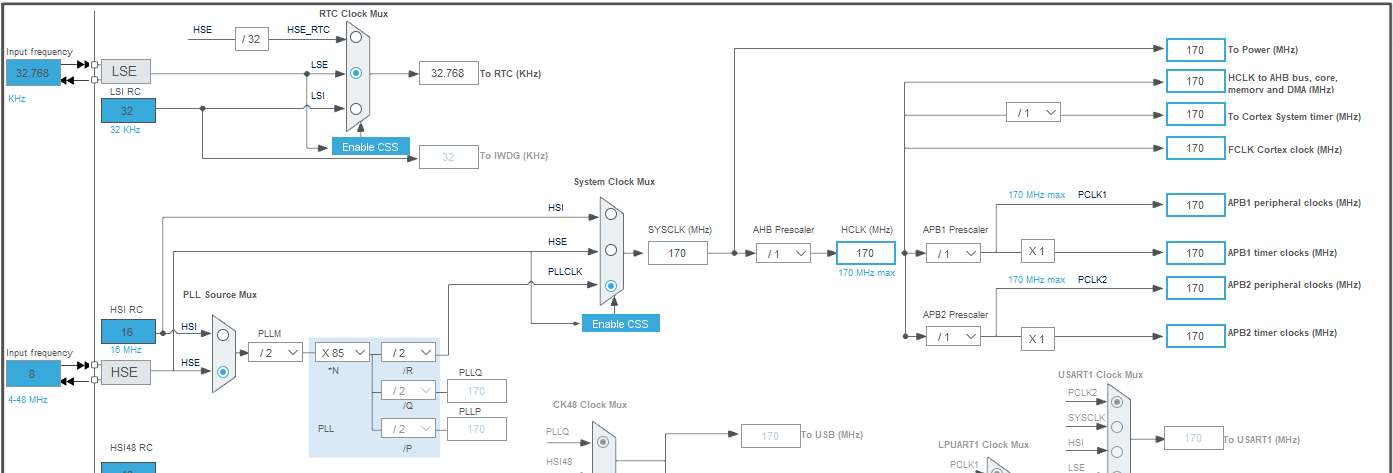 RTC Clock Mux
HSE
/ 32
HSE_RTC
Input frequency
32.768
KHz
LSE
LSE
32.768
To RTC (KHz)
LSI RC
32
32 KHz
LSI
Enable CSS
32
To IWDG (KHz)
170
To Power (MHz)
170
HCLK to AHB bus, core,
memory and DMA (MHz)
/ 1
170
To Cortex System timer (MHz)
170
FCLK Cortex clock (MHz)
System Clock Mux
HSI
HSE
PLLCLK
Enable CSS
SYSCLK (MHz)
170
AHB Prescaler
/ 1
HCLK (MHz)
170
170 MHz max
APB1 Prescaler
/ 1
170 MHz max
PCLK1
170
APB1 peripheral clocks (MHz)
X 1
170
APB1 timer clocks (MHz)
170 MHz max
PCLK2
170
APB2 peripheral clocks (MHz)
APB2 Prescaler
/ 1
X 1
170
APB2 timer clocks (MHz)
PLL Source Mux
HSI RC
16
16 MHz
HSI
Input frequency
8
4-48 MHz
HSE
HSE
PLLM
/ 2
X 85
*N
/ 2
/R
/ 2
/Q
PLLQ
170
PLL
/ 2
/P
PLLP
170
HSI48 RC
CK48 Clock Mux
PLLQ
HSI48
170
To USB (MHz)
USART1 Clock Mux
PCLK2
SYSCLK
HSI
LSE
170
To USART1 (MHz)
LPUART1 Clock Mux
PCLK1